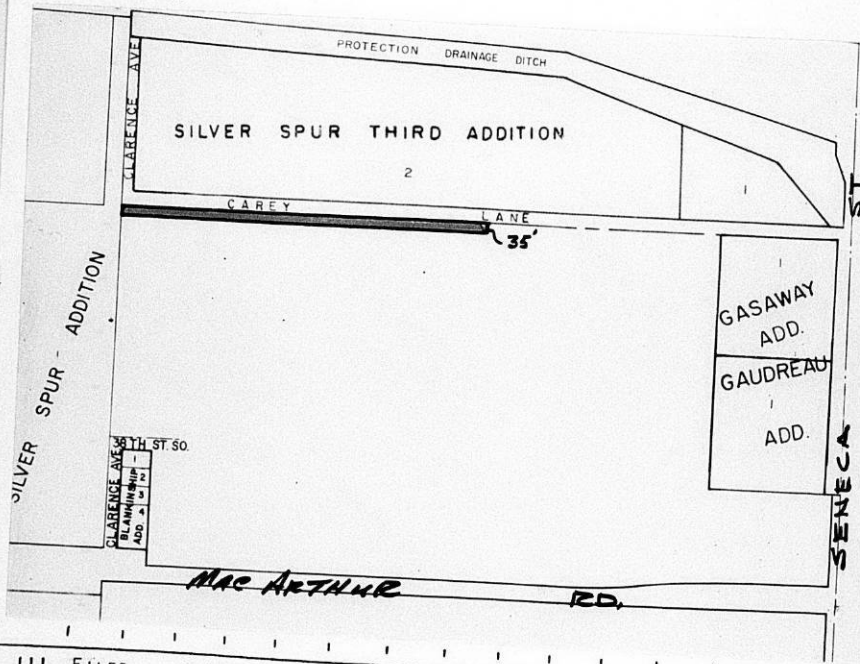 PROTECTION DRAINAGE DITCH
CLARENCE AVE
SILVER SPUR THIRD ADDITION
2
1
ST
CAREY LANE
35'
SILVER SPUR - ADDITION
1
GASAWAY
ADD.
GAUDREAU
1
ADD.
38TH ST. SO.
CLARENCE AVE
BLANKINSHIP
ADD.
1
2
3
4
SENECA
MAC ARTHUR RD.